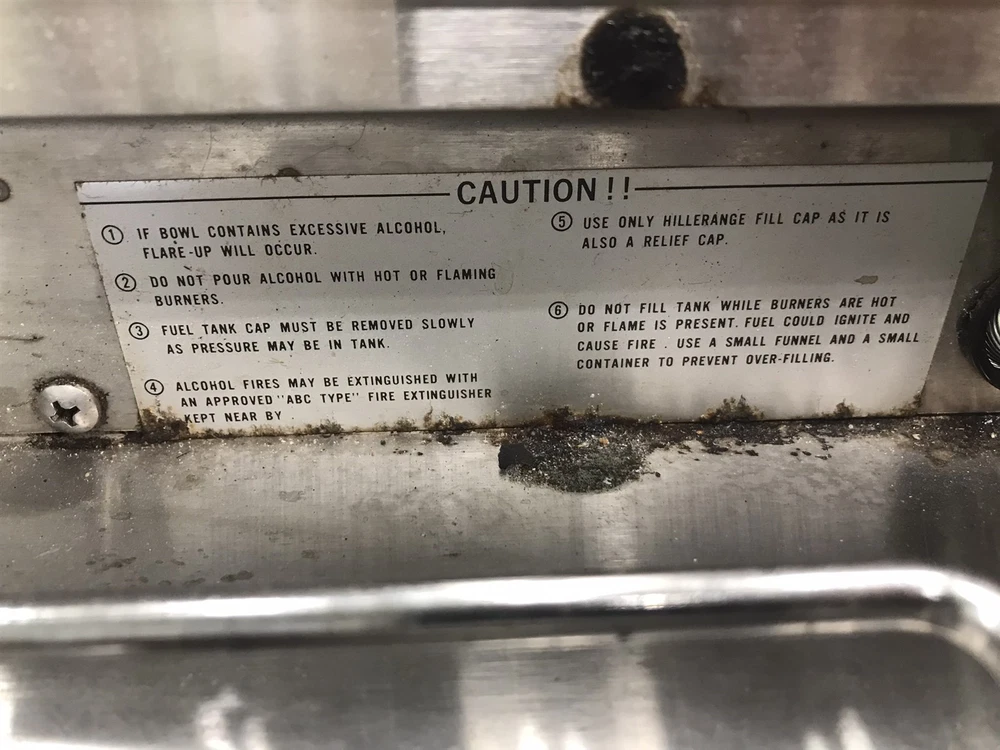 CAUTION!!
① IF BOWL CONTAINS EXCESSIVE ALCOHOL,
FLARE-UP WILL OCCUR.
② DO NOT POUR ALCOHOL WITH HOT OR FLAMING
BURNERS.
③ FUEL TANK CAP MUST BE REMOVED SLOWLY
AS PRESSURE MAY BE IN TANK.
④ ALCOHOL FIRES MAY BE EXTINGUISHED WITH
AN APPROVED "ABC TYPE" FIRE EXTINGUISHER
KEPT NEAR BY.
⑤ USE ONLY HILLERANGE FILL CAP AS IT IS
ALSO A RELIEF CAP.
⑥ DO NOT FILL TANK WHILE BURNERS ARE HOT
OR FLAME IS PRESENT. FUEL COULD IGNITE AND
CAUSE FIRE. USE A SMALL FUNNEL AND A SMALL
CONTAINER TO PREVENT OVER-FILLING.